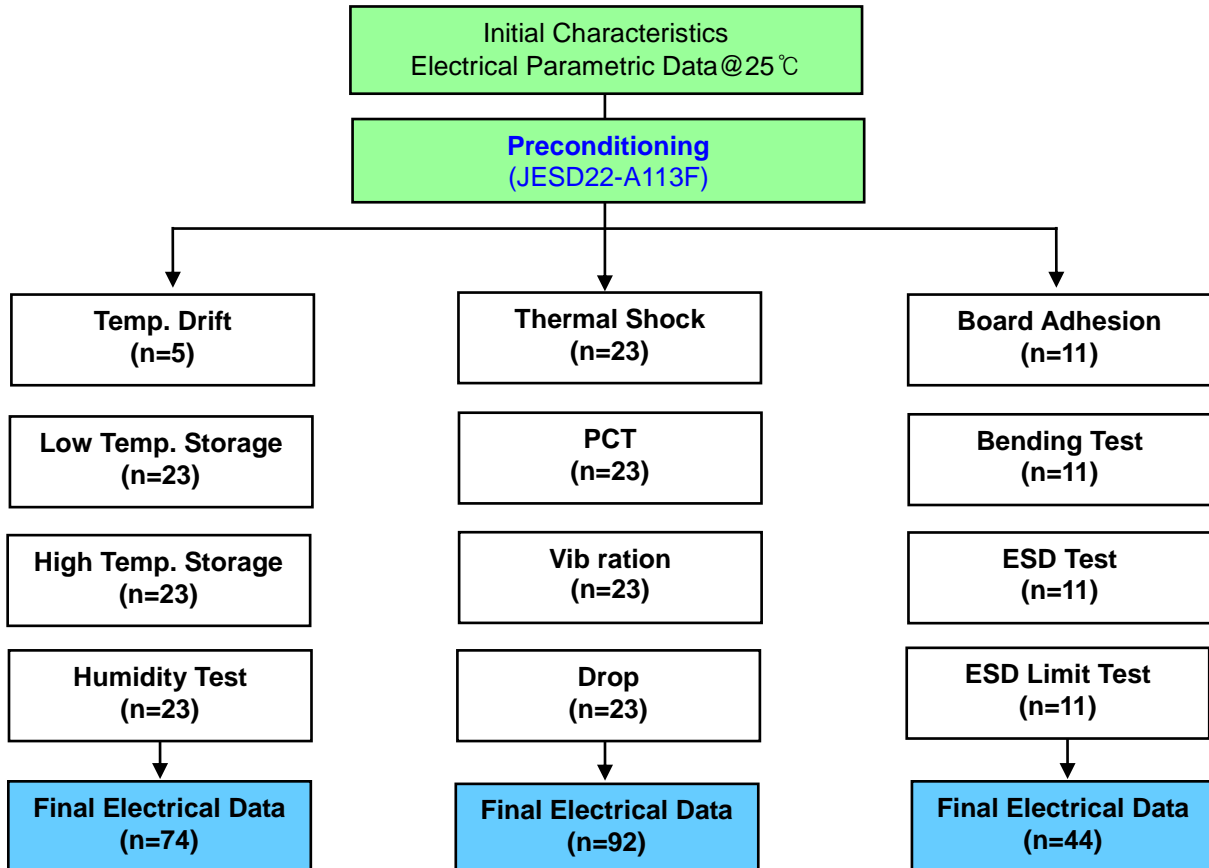 Initial Characteristics
Electrical Parametric Data@25℃
Preconditioning
(JESD22-A113F)
Temp. Drift
(n=5)
Low Temp. Storage
(n=23)
High Temp. Storage
(n=23)
Humidity Test
(n=23)
Final Electrical Data
(n=74)
Thermal Shock
(n=23)
PCT
(n=23)
Vib ration
(n=23)
Drop
(n=23)
Final Electrical Data
(n=92)
Board Adhesion
(n=11)
Bending Test
(n=11)
ESD Test
(n=11)
ESD Limit Test
(n=11)
Final Electrical Data
(n=44)